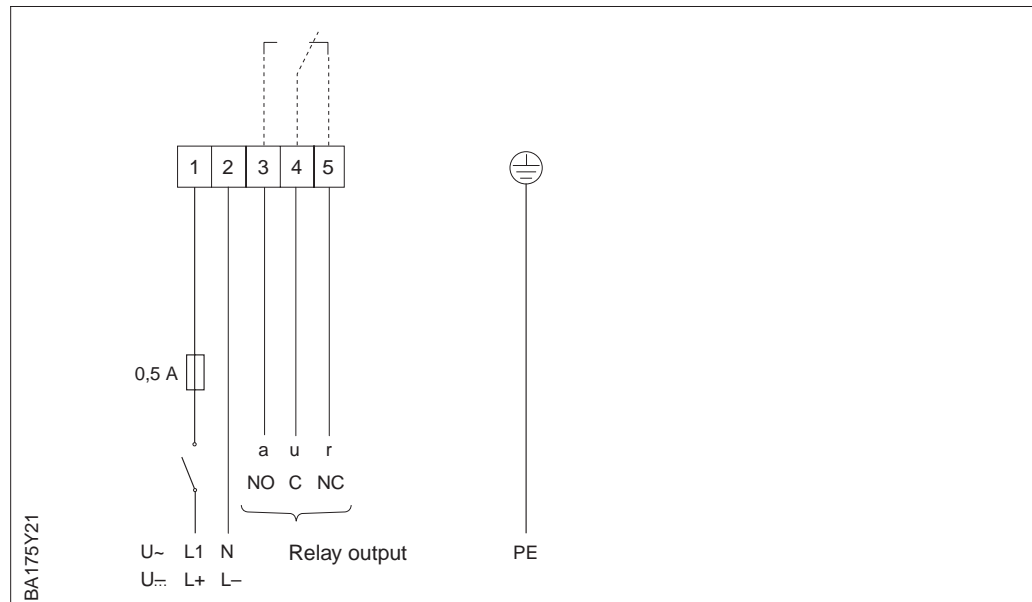 1 2 3 4 5
0,5 A
a u r
NO C NC
U~ L1 N Relay output PE
U⎓ L+ L–
BA175Y21